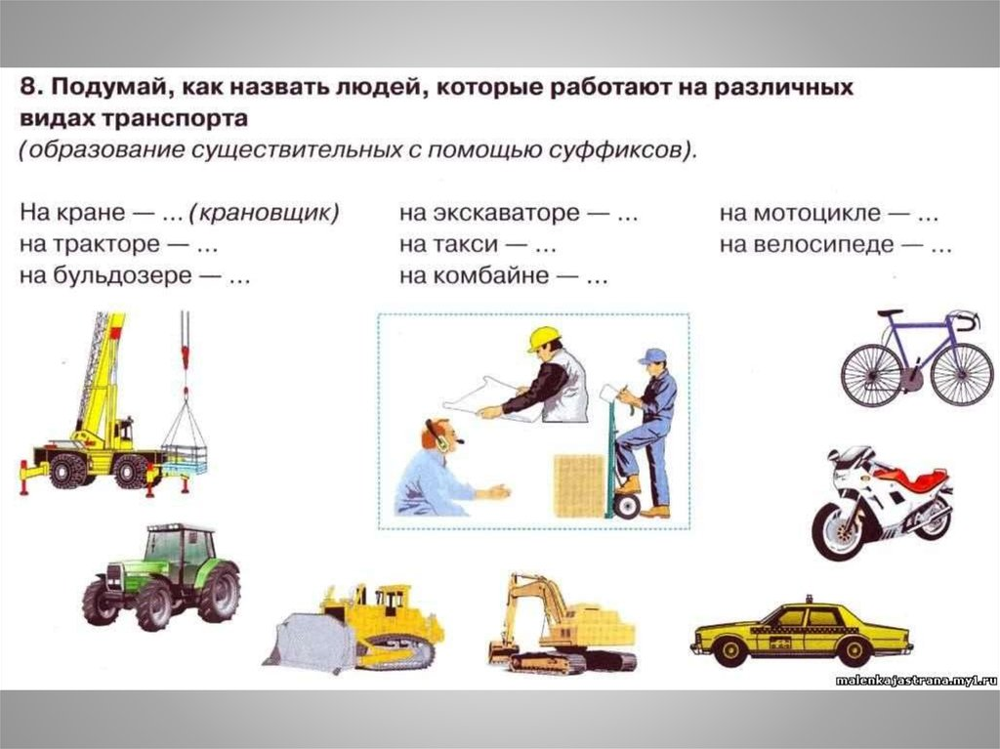 8. Подумай, как назвать людей, которые работают на различных
видах транспорта
(образование существительных с помощью суффиксов).
На кране — ... (крановщик)
на тракторе — ...
на бульдозере — ...
на экскаваторе — ...
на такси — ...
на комбайне — ...
на мотоцикле — ...
на велосипеде — ...
malenkajastrana.my1.ru